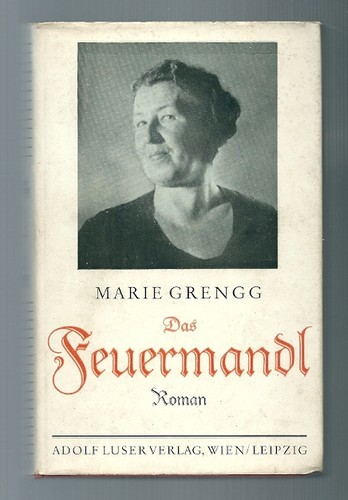 MARIE GRENGG
Das
Feuermandl
Roman
ADOLF LUSER VERLAG, WIEN/LEIPZIG